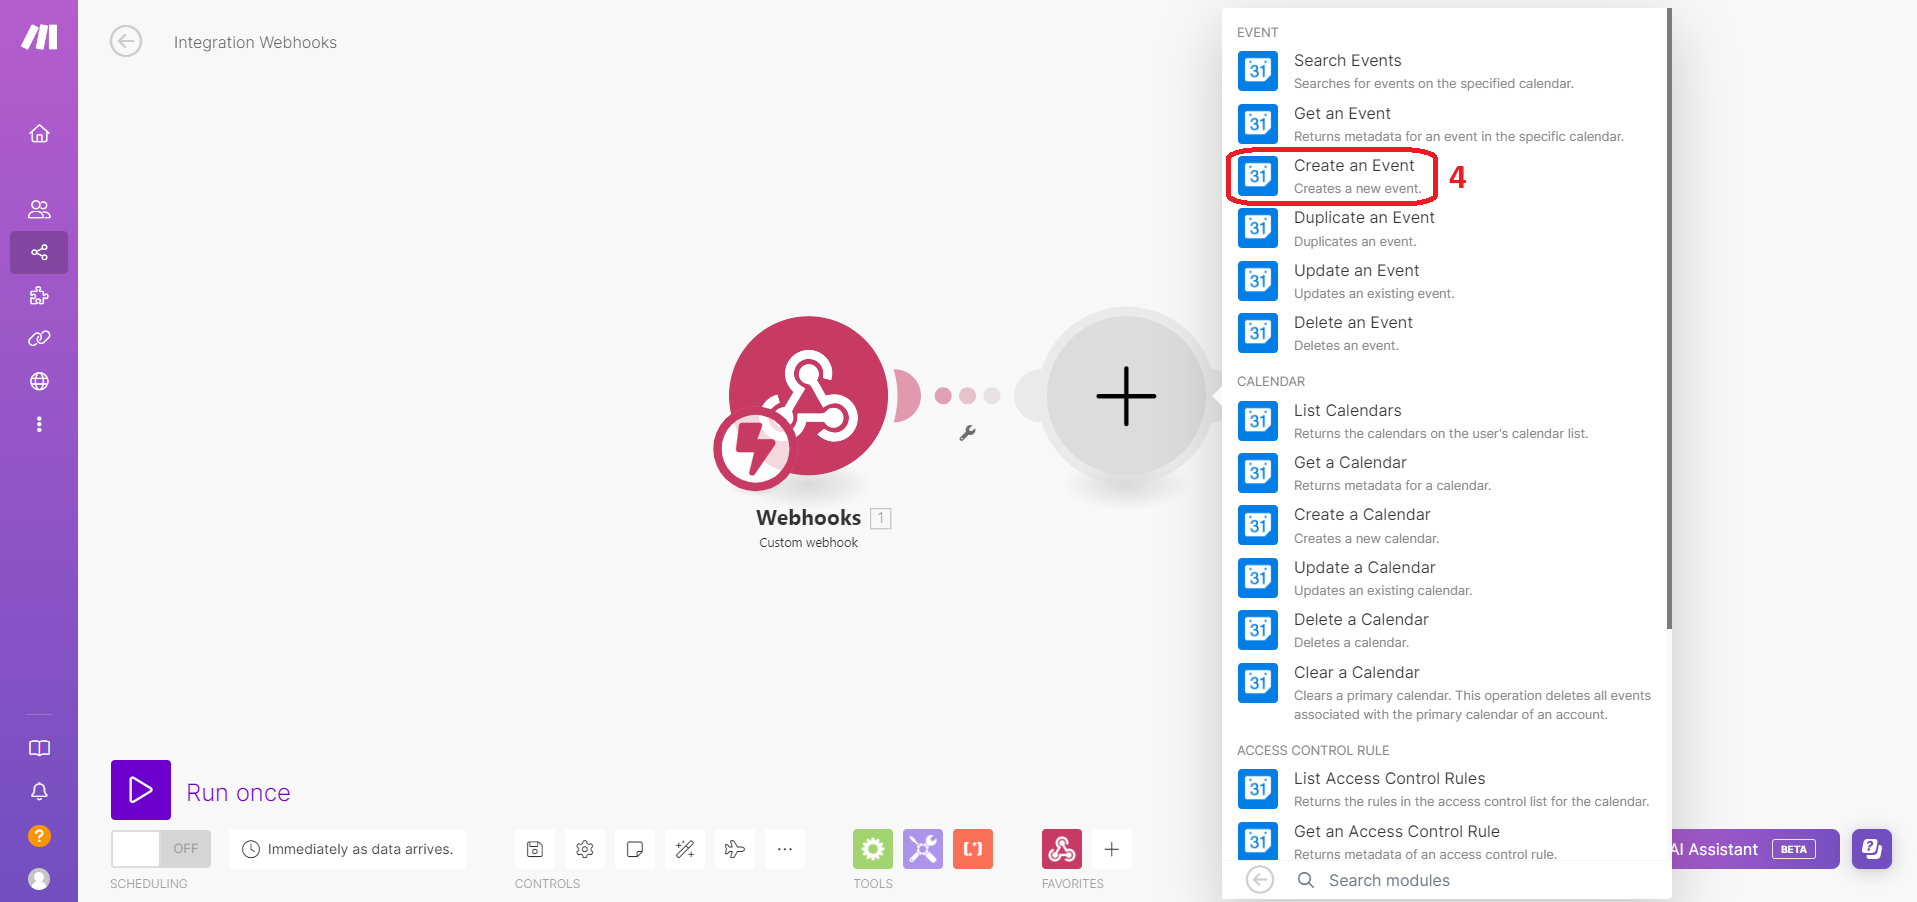 Integration Webhooks
EVENT
31
Search Events
Searches for events on the specified calendar.
31
Get an Event
Returns metadata for an event in the specific calendar.
31
Create an Event
Creates a new event.
4
31
Duplicate an Event
Duplicates an event.
31
Update an Event
Updates an existing event.
31
Delete an Event
Deletes an event.
CALENDAR
31
List Calendars
Returns the calendars on the user's calendar list.
31
Get a Calendar
Returns metadata for a calendar.
31
Create a Calendar
Creates a new calendar.
31
Update a Calendar
Updates an existing calendar.
31
Delete a Calendar
Deletes a calendar.
31
Clear a Calendar
Clears a primary calendar. This operation deletes all events
associated with the primary calendar of an account.
ACCESS CONTROL RULE
31
List Access Control Rules
Returns the rules in the access control list for the calendar.
31
Get an Access Control Rule
Returns metadata of an access control rule.
Search modules
Webhooks 1
Custom webhook
Run once
OFF
Immediately as data arrives.
SCHEDULING
CONTROLS
[.*]
TOOLS
FAVORITES
AI Assistant BETA
?
?